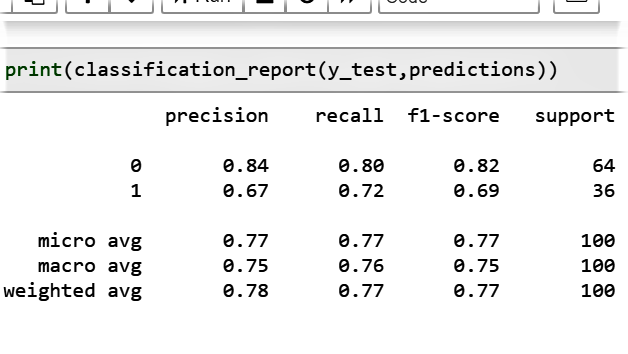 print(classification_report(y_test,predictions))
precision recall f1-score support
0 0.84 0.80 0.82 64
1 0.67 0.72 0.69 36
micro avg 0.77 0.77 0.77 100
macro avg 0.75 0.76 0.75 100
weighted avg 0.78 0.77 0.77 100